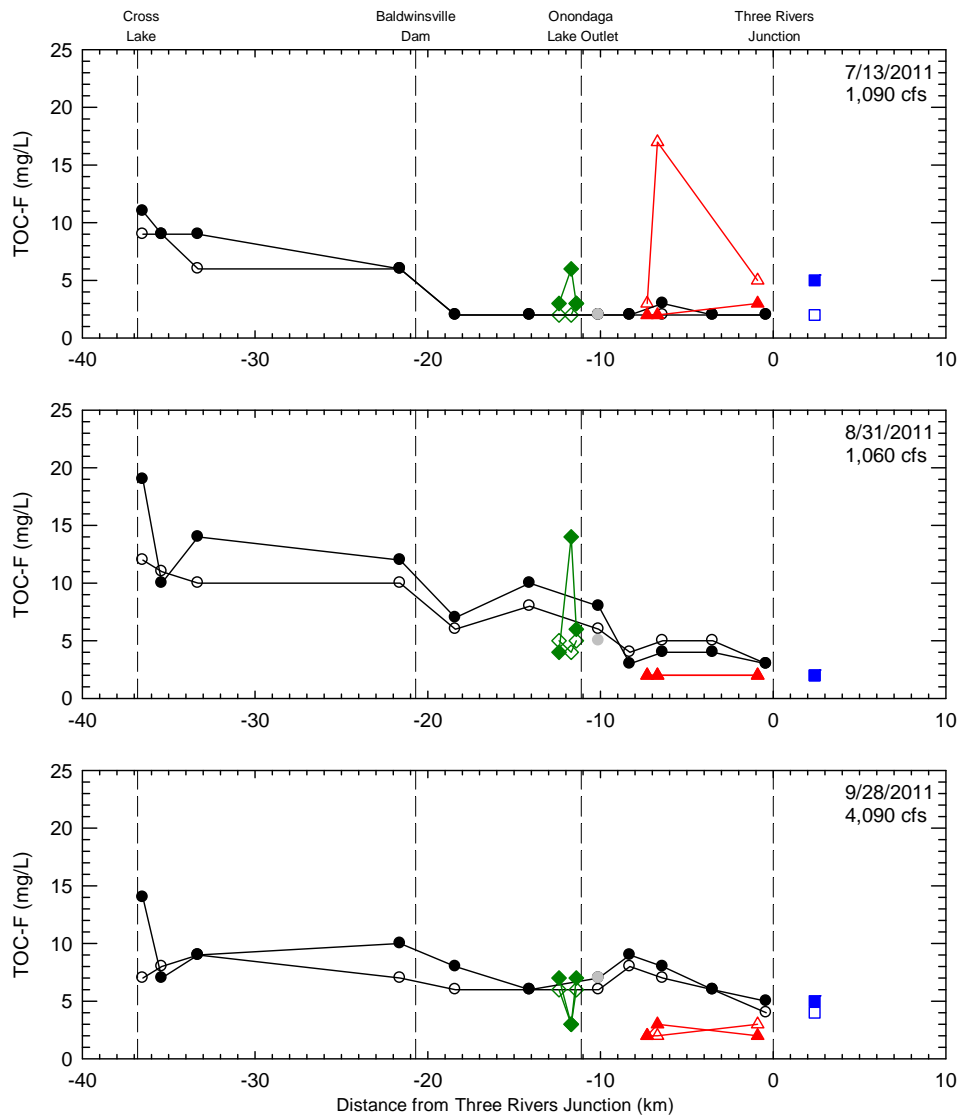 Cross
Lake
Baldwinsville
Dam
Onondaga
Lake Outlet
Three Rivers
Junction
25
20
15
10
5
0
TOC-F (mg/L)
7/13/2011
1,090 cfs
-40
-30
-20
-10
0
10
25
20
15
10
5
0
TOC-F (mg/L)
8/31/2011
1,060 cfs
-40
-30
-20
-10
0
10
25
20
15
10
5
0
TOC-F (mg/L)
9/28/2011
4,090 cfs
-40
-30
-20
-10
0
10
Distance from Three Rivers Junction (km)